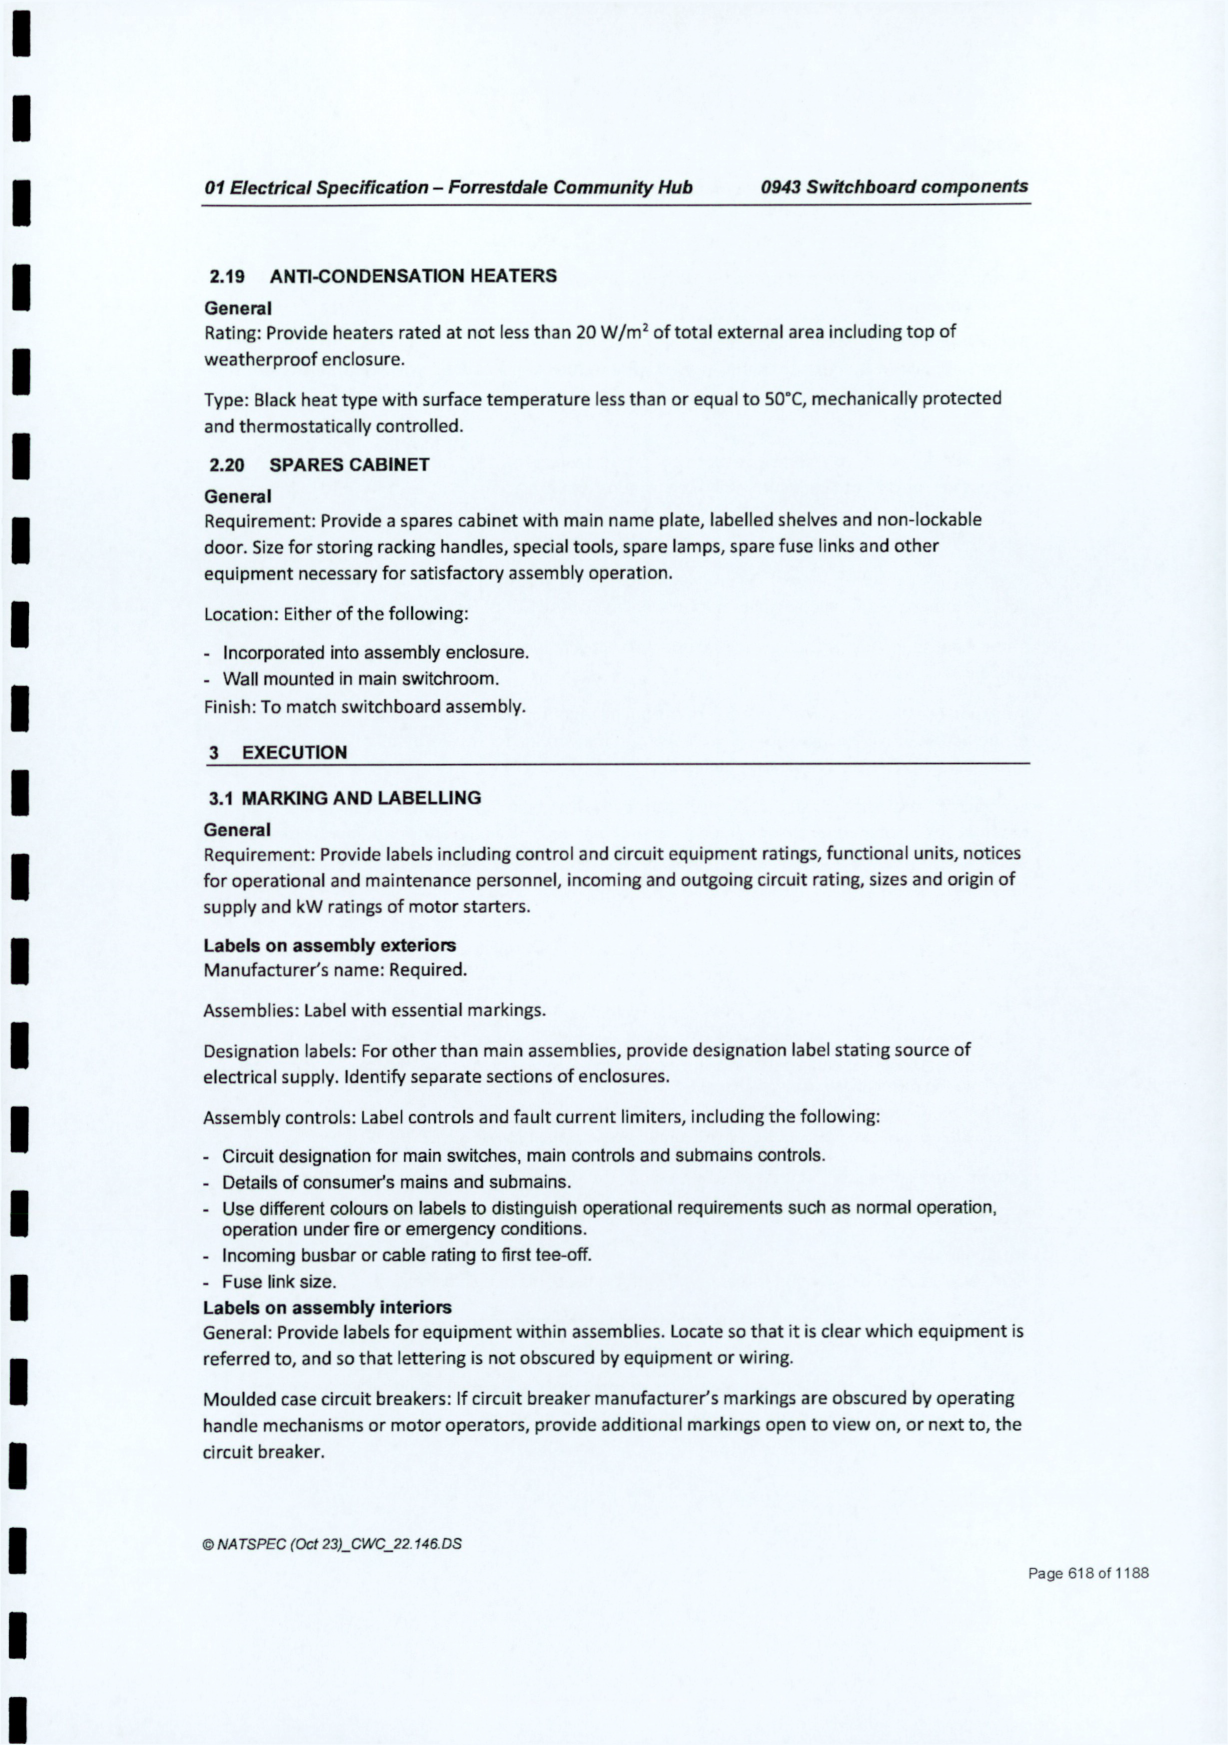 01 Electrical Specification – Forrestdale Community Hub 0943 Switchboard components
2.19 ANTI-CONDENSATION HEATERS
General
Rating: Provide heaters rated at not less than 20 W/m² of total external area including top of
weatherproof enclosure.
Type: Black heat type with surface temperature less than or equal to 50°C, mechanically protected
and thermostatically controlled.
2.20 SPARES CABINET
General
Requirement: Provide a spares cabinet with main name plate, labelled shelves and non-lockable
door. Size for storing racking handles, special tools, spare lamps, spare fuse links and other
equipment necessary for satisfactory assembly operation.
Location: Either of the following:
- Incorporated into assembly enclosure.
- Wall mounted in main switchroom.
Finish: To match switchboard assembly.
3 EXECUTION
3.1 MARKING AND LABELLING
General
Requirement: Provide labels including control and circuit equipment ratings, functional units, notices
for operational and maintenance personnel, incoming and outgoing circuit rating, sizes and origin of
supply and kW ratings of motor starters.
Labels on assembly exteriors
Manufacturer's name: Required.
Assemblies: Label with essential markings.
Designation labels: For other than main assemblies, provide designation label stating source of
electrical supply. Identify separate sections of enclosures.
Assembly controls: Label controls and fault current limiters, including the following:
- Circuit designation for main switches, main controls and submains controls.
- Details of consumer's mains and submains.
- Use different colours on labels to distinguish operational requirements such as normal operation,
operation under fire or emergency conditions.
- Incoming busbar or cable rating to first tee-off.
- Fuse link size.
Labels on assembly interiors
General: Provide labels for equipment within assemblies. Locate so that it is clear which equipment is
referred to, and so that lettering is not obscured by equipment or wiring.
Moulded case circuit breakers: If circuit breaker manufacturer's markings are obscured by operating
handle mechanisms or motor operators, provide additional markings open to view on, or next to, the
circuit breaker.
© NATSPEC (Oct 23)_CWC_22.146.DS
Page 618 of 1188